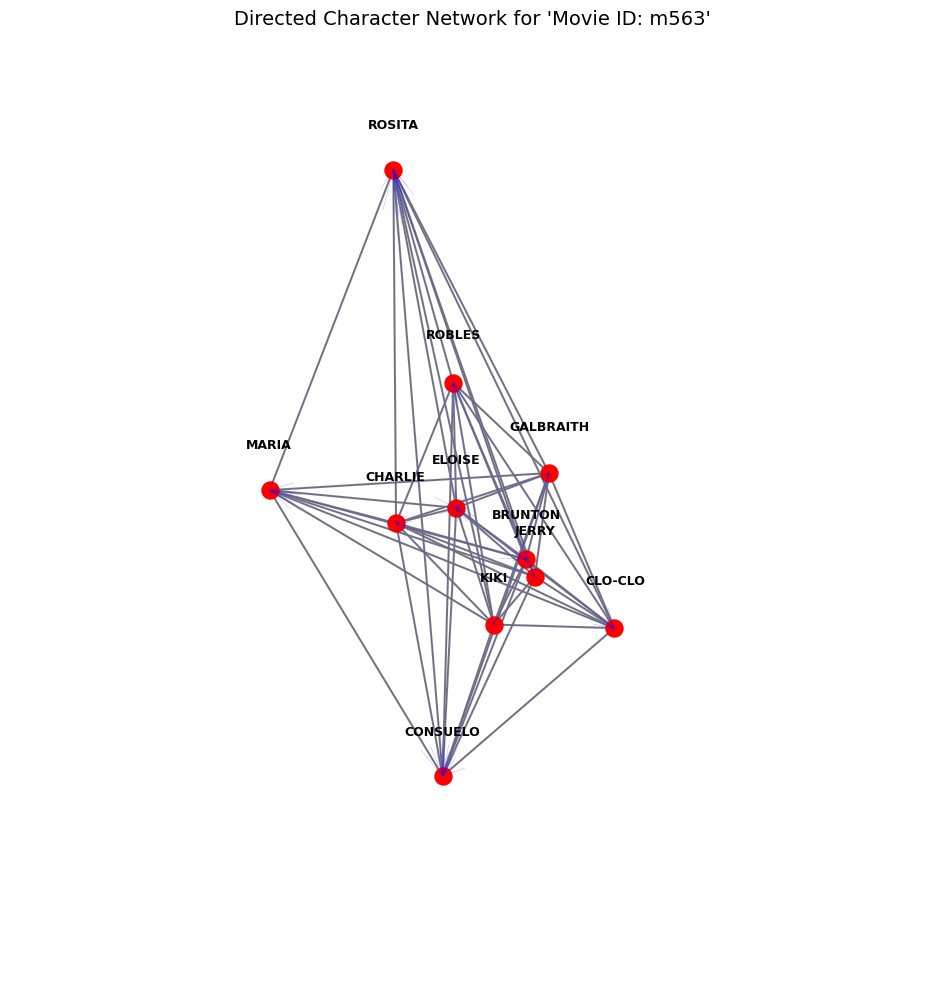 Directed Character Network for 'Movie ID: m563'
ROSITA
ROBLES
GALBRAITH
MARIA
ELOISE
CHARLIE
BRUNTON
JERRY
KIKI
CLO-CLO
CONSUELO